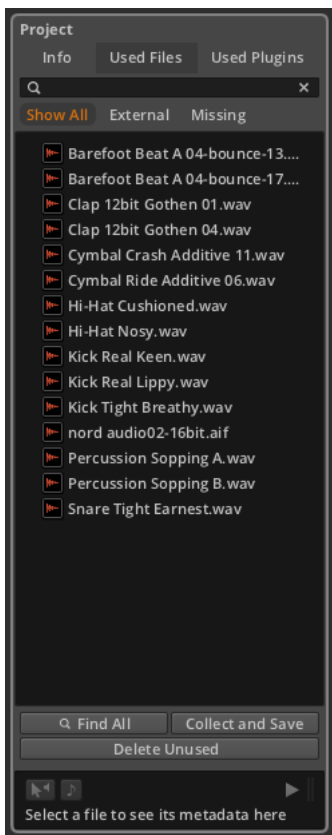 Project
Info Used Files Used Plugins
Show All External Missing
Barefoot Beat A 04-bounce-13....
Barefoot Beat A 04-bounce-17....
Clap 12bit Gothen 01.wav
Clap 12bit Gothen 04.wav
Cymbal Crash Additive 11.wav
Cymbal Ride Additive 06.wav
Hi-Hat Cushioned.wav
Hi-Hat Nosy.wav
Kick Real Keen.wav
Kick Real Lippy.wav
Kick Tight Breathy.wav
nord audio02-16bit.aif
Percussion Sopping A.wav
Percussion Sopping B.wav
Snare Tight Earnest.wav
Find All Collect and Save
Delete Unused
Select a file to see its metadata here